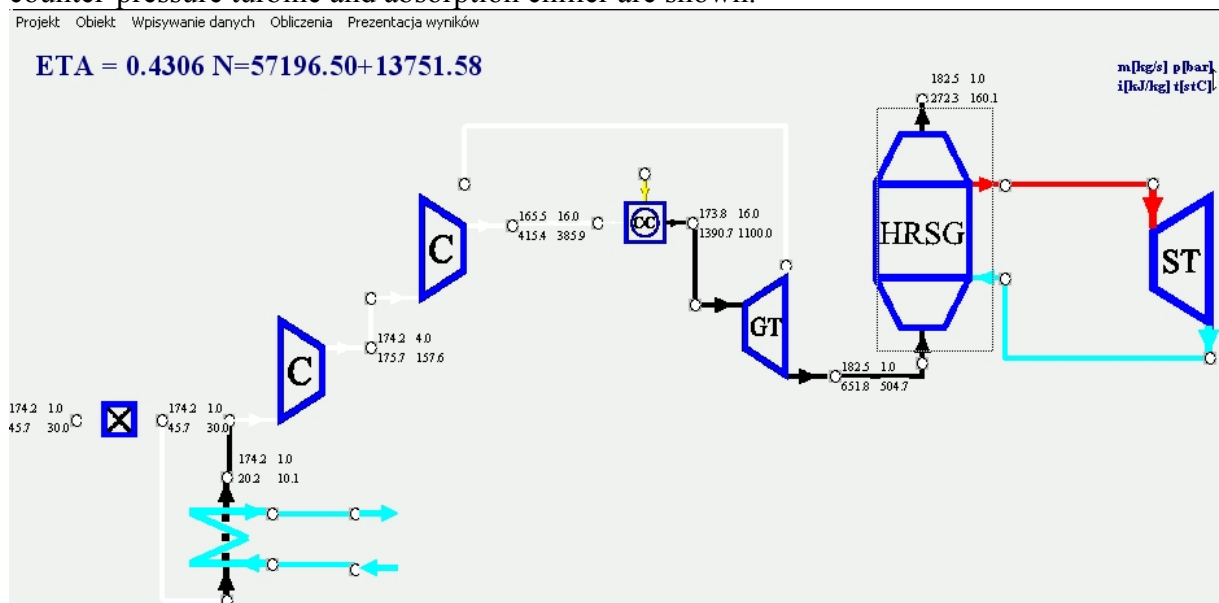 counter-pressure turbine and absorption chiller are shown.
Projekt Obiekt Wpisywanie danych Obliczenia Prezentacja wyników
ETA = 0.4306 N=57196.50+13751.58
m[kg/s] p[bar]
i[kJ/kg] t[stC]
182.5 1.0
272.3 160.1
C
165.5 16.0
415.4 385.9
CC
173.8 16.0
1390.7 1100.0
HRSG
ST
GT
174.2 4.0
175.7 157.6
C
182.5 1.0
651.8 504.7
174.2 1.0
45.7 30.0
174.2 1.0
45.7 30.0
174.2 1.0
20.2 10.1